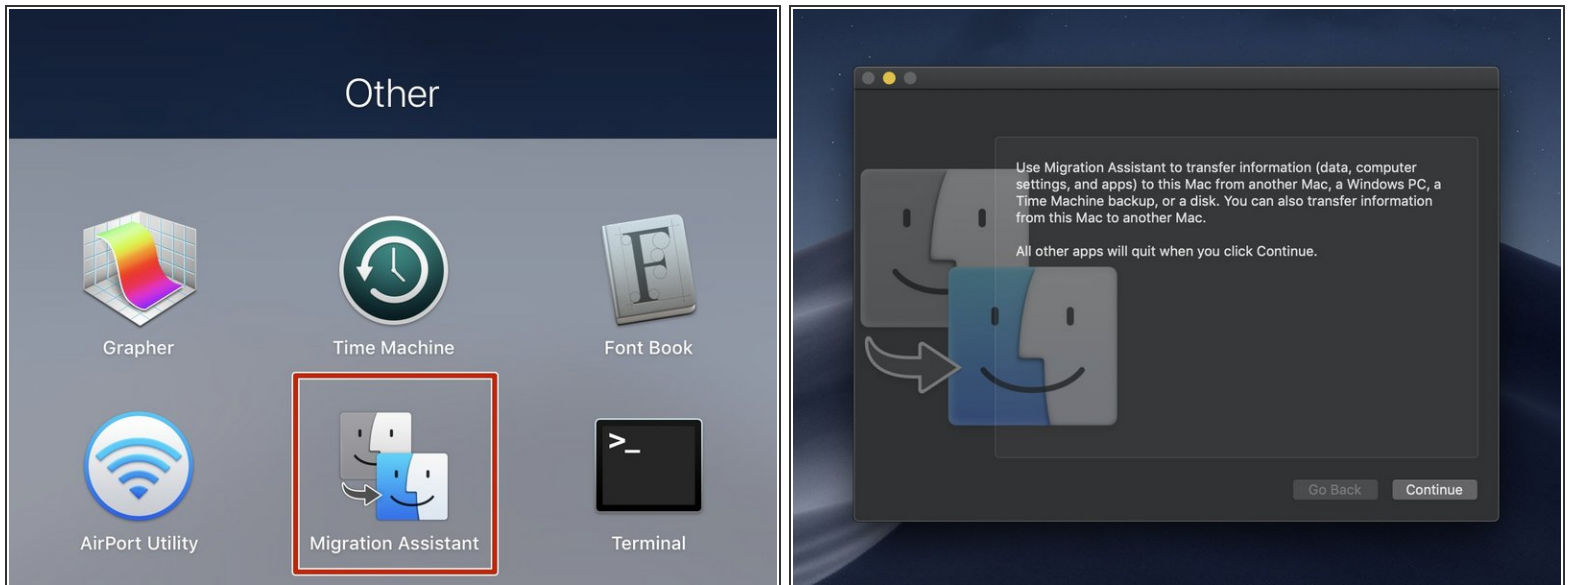 Other
Grapher
Time Machine
Font Book
F
>_
AirPort Utility
Migration Assistant
Terminal
Use Migration Assistant to transfer information (data, computer
settings, and apps) to this Mac from another Mac, a Windows PC, a
Time Machine backup, or a disk. You can also transfer information
from this Mac to another Mac.
All other apps will quit when you click Continue.
Go Back
Continue